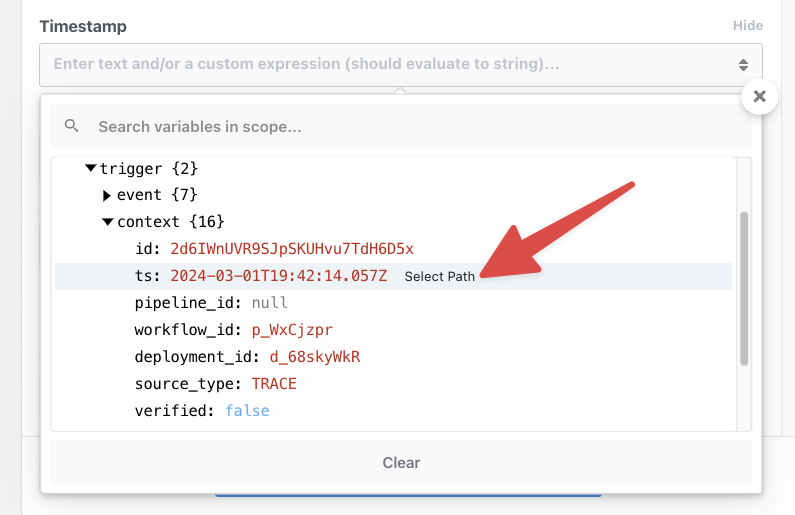 Timestamp
Hide
Enter text and/or a custom expression (should evaluate to string)...
Search variables in scope...
trigger {2}
event {7}
context {16}
id: 2d6IWnUVR9SJpSKUHvu7TdH6D5x
ts: 2024-03-01T19:42:14.057Z Select Path
pipeline_id: null
workflow_id: p_WxCjzpr
deployment_id: d_68skyWkR
source_type: TRACE
verified: false
Clear